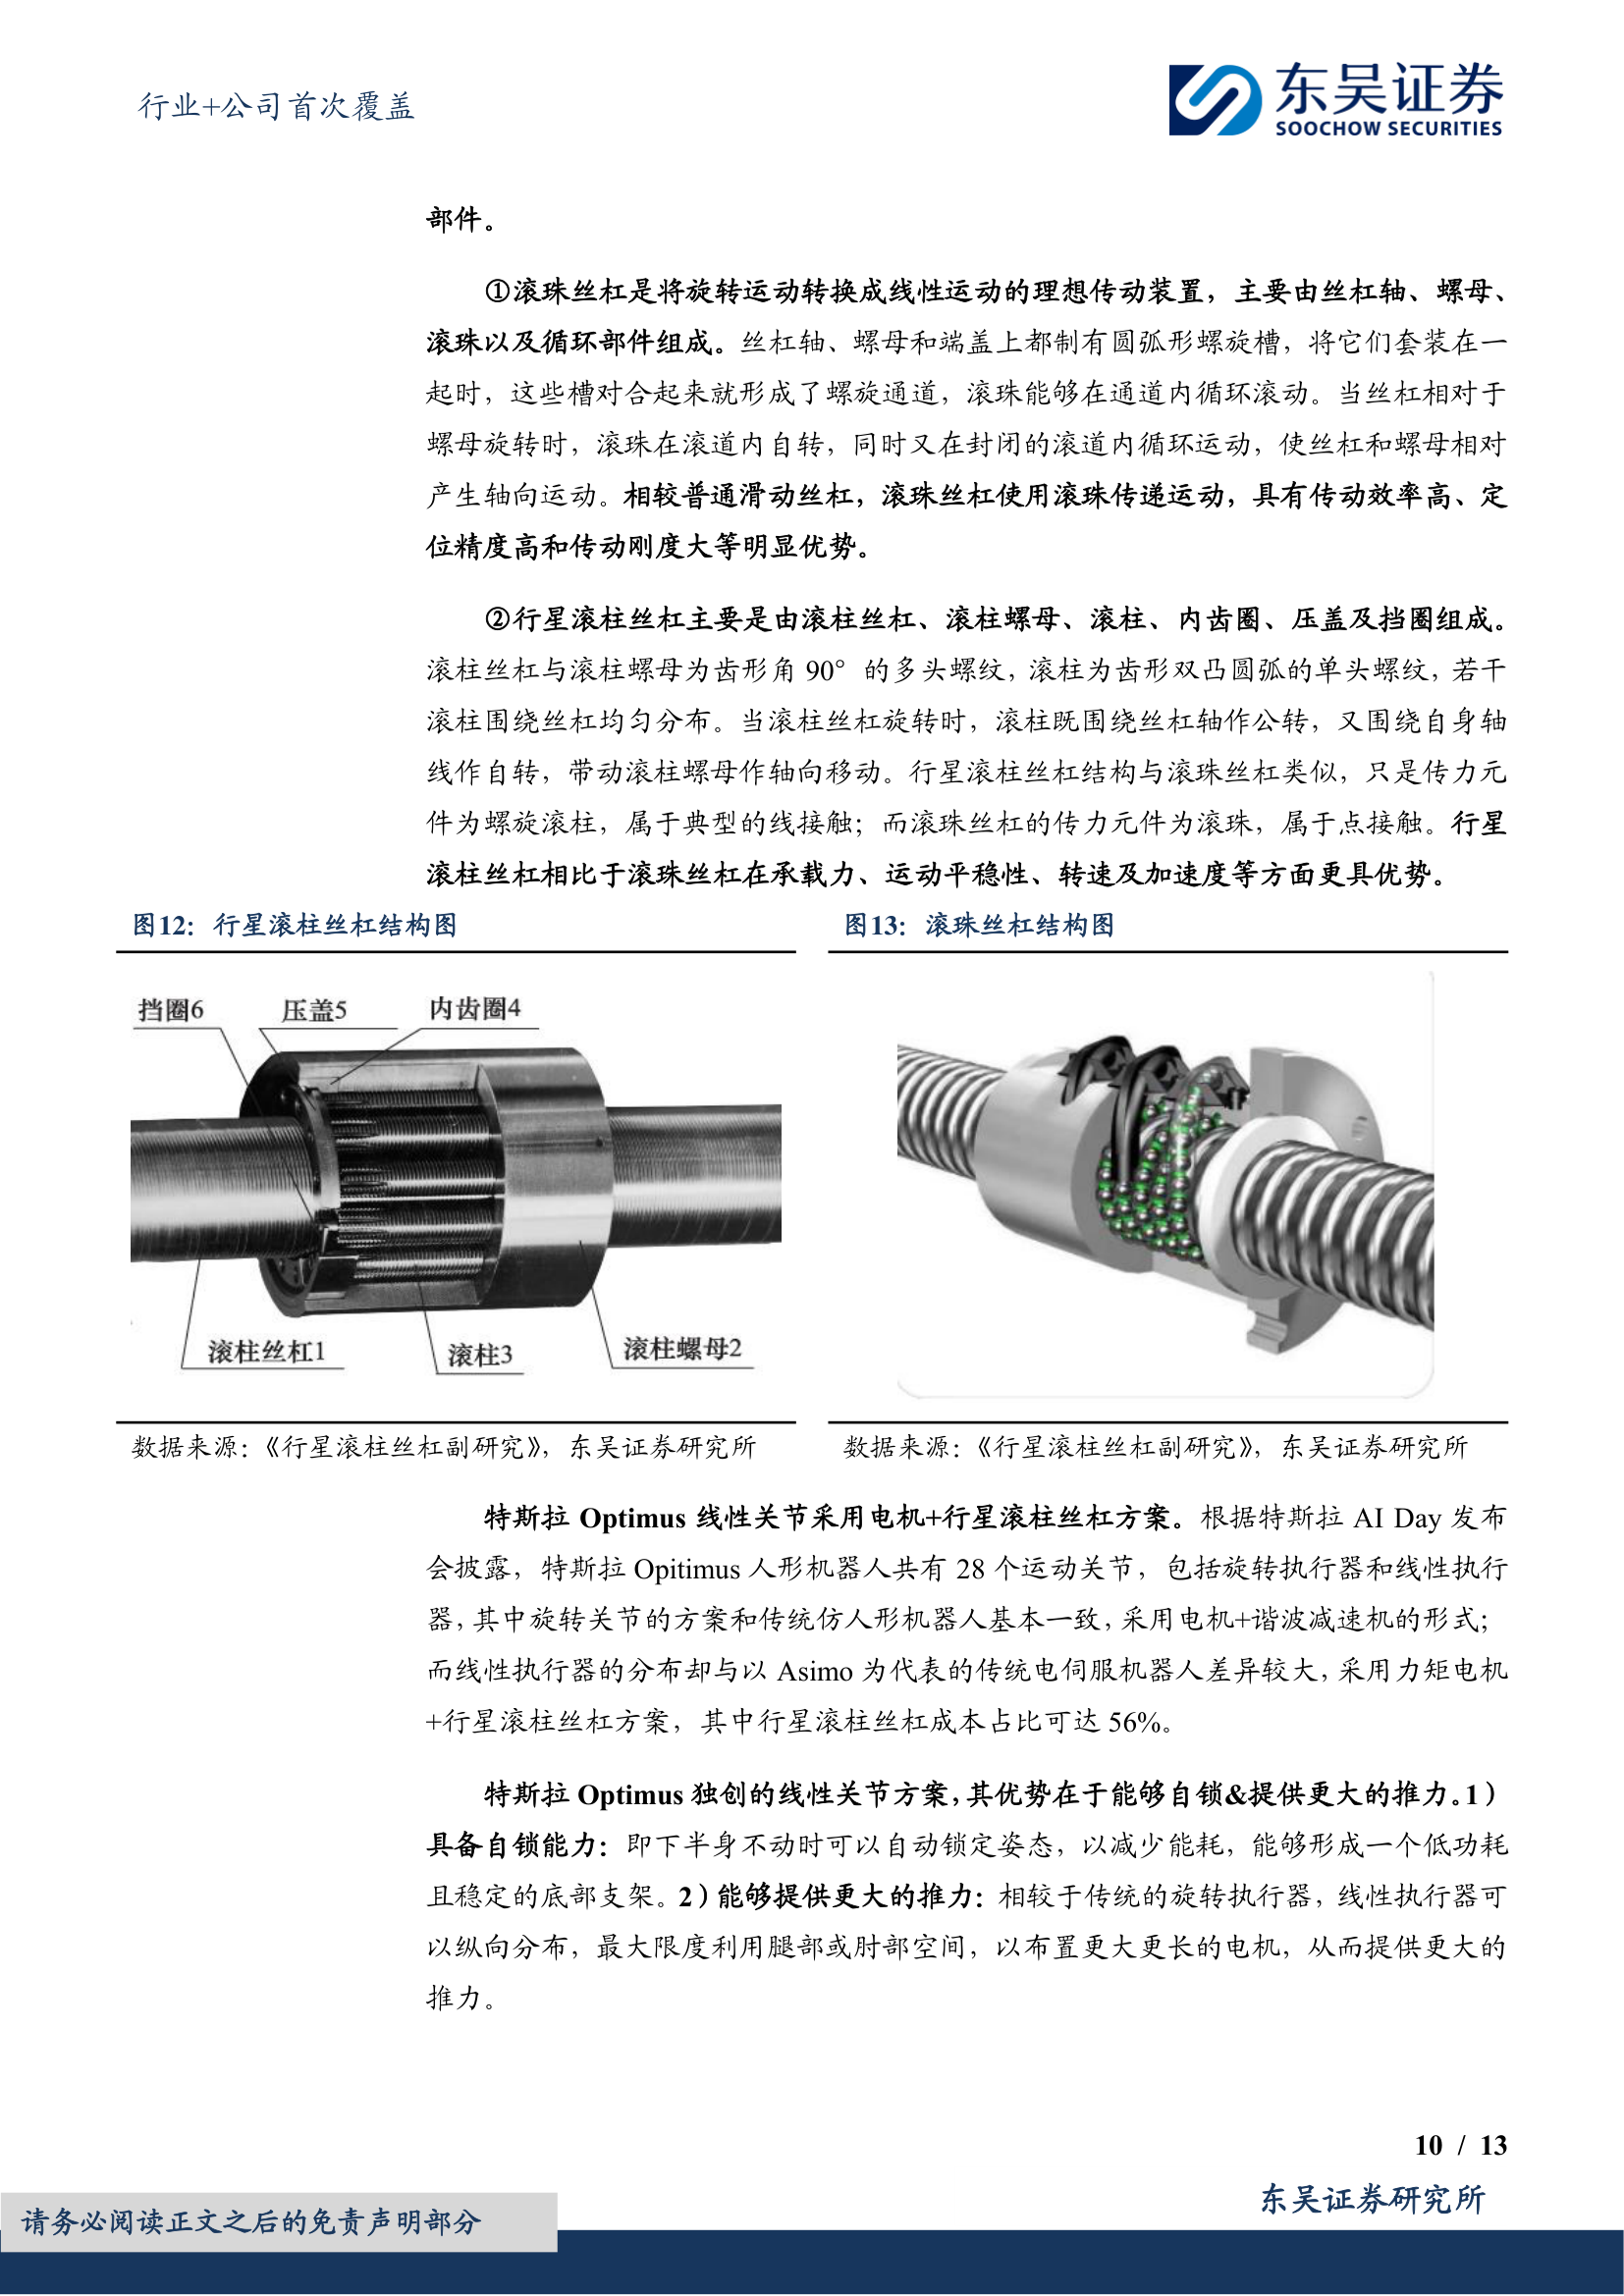 行业+公司首次覆盖
东吴证券
SOOCHOW SECURITIES
部件。
①滚珠丝杠是将旋转运动转换成线性运动的理想传动装置，主要由丝杠轴、螺母、
滚珠以及循环部件组成。丝杠轴、螺母和端盖上都制有圆弧形螺旋槽，将它们套装在一
起时，这些槽对合起来就形成了螺旋通道，滚珠能够在通道内循环滚动。当丝杠相对于
螺母旋转时，滚珠在滚道内自转，同时又在封闭的滚道内循环运动，使丝杠和螺母相对
产生轴向运动。相较普通滑动丝杠，滚珠丝杠使用滚珠传递运动，具有传动效率高、定
位精度高和传动刚度大等明显优势。
②行星滚柱丝杠主要是由滚柱丝杠、滚柱螺母、滚柱、内齿圈、压盖及挡圈组成。
滚柱丝杠与滚柱螺母为齿形角 90° 的多头螺纹，滚柱为齿形双凸圆弧的单头螺纹，若干
滚柱围绕丝杠均匀分布。当滚柱丝杠旋转时，滚柱既围绕丝杠轴作公转，又围绕自身轴
线作自转，带动滚柱螺母作轴向移动。行星滚柱丝杠结构与滚珠丝杠类似，只是传力元
件为螺旋滚柱，属于典型的线接触；而滚珠丝杠的传力元件为滚珠，属于点接触。行星
滚柱丝杠相比于滚珠丝杠在承载力、运动平稳性、转速及加速度等方面更具优势。
图12：行星滚柱丝杠结构图
图13：滚珠丝杠结构图
挡圈6
压盖5
内齿圈4
滚柱丝杠1
滚柱3
滚柱螺母2
数据来源：《行星滚柱丝杠副研究》，东吴证券研究所
数据来源：《行星滚柱丝杠副研究》，东吴证券研究所
特斯拉 Optimus 线性关节采用电机+行星滚柱丝杠方案。根据特斯拉 AI Day 发布
会披露，特斯拉 Opitimus 人形机器人共有 28 个运动关节，包括旋转执行器和线性执行
器，其中旋转关节的方案和传统仿人形机器人基本一致，采用电机+谐波减速机的形式；
而线性执行器的分布却与以 Asimo 为代表的传统电伺服机器人差异较大，采用力矩电机
+行星滚柱丝杠方案，其中行星滚柱丝杠成本占比可达 56%。
特斯拉 Optimus 独创的线性关节方案，其优势在于能够自锁&提供更大的推力。1）
具备自锁能力：即下半身不动时可以自动锁定姿态，以减少能耗，能够形成一个低功耗
且稳定的底部支架。2）能够提供更大的推力：相较于传统的旋转执行器，线性执行器可
以纵向分布，最大限度利用腿部或肘部空间，以布置更大更长的电机，从而提供更大的
推力。
10 / 13
东吴证券研究所
请务必阅读正文之后的免责声明部分